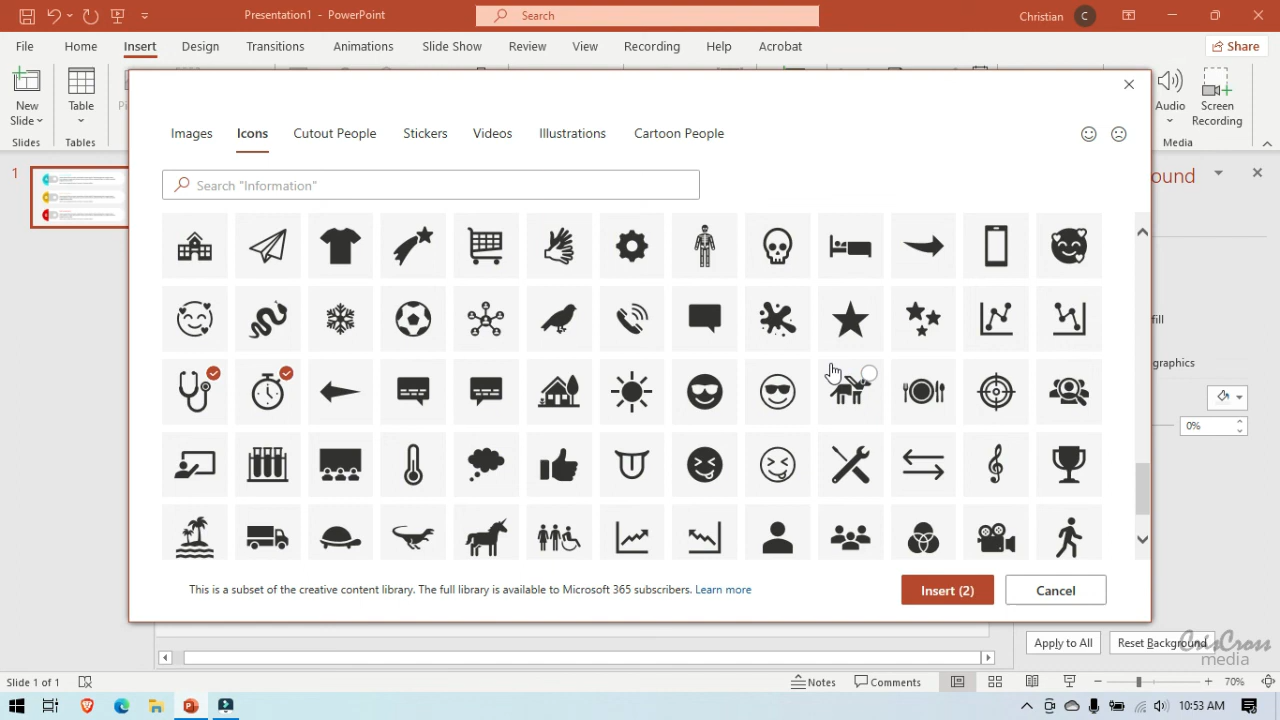 Presentation1 - PowerPoint
Search
Christian
C
File
Home
Insert
Design
Transitions
Animations
Slide Show
Review
View
Recording
Help
Acrobat
Share
New
Slide
Table
Audio
Screen
Recording
Slides
Tables
Media
Images
Icons
Cutout People
Stickers
Videos
Illustrations
Cartoon People
Search "Information"
1
ound
fill
graphics
0%
This is a subset of the creative content library. The full library is available to Microsoft 365 subscribers. Learn more
Insert (2)
Cancel
Apply to All
Reset Background
CrisCross
media
Slide 1 of 1
Notes
Comments
70%
10:53 AM